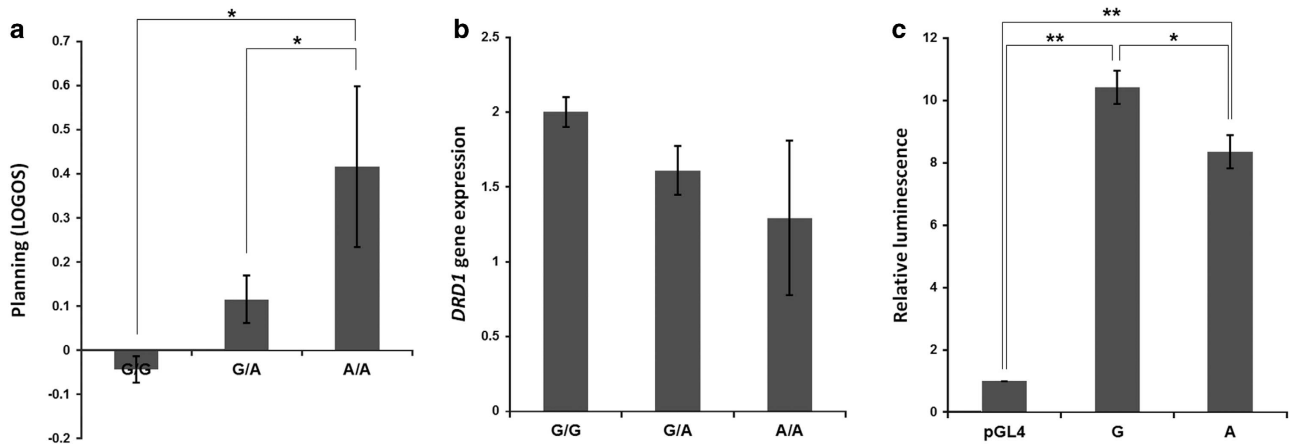 a
Planning (LOGOS)
0.7
0.6
0.5
0.4
0.3
0.2
0.1
0
-0.1
-0.2
*
*
G/G
G/A
A/A
b
DRD1 gene expression
2.5
2
1.5
1
0.5
0
G/G
G/A
A/A
c
Relative luminescence
12
10
8
6
4
2
0
**
**
*
pGL4
G
A